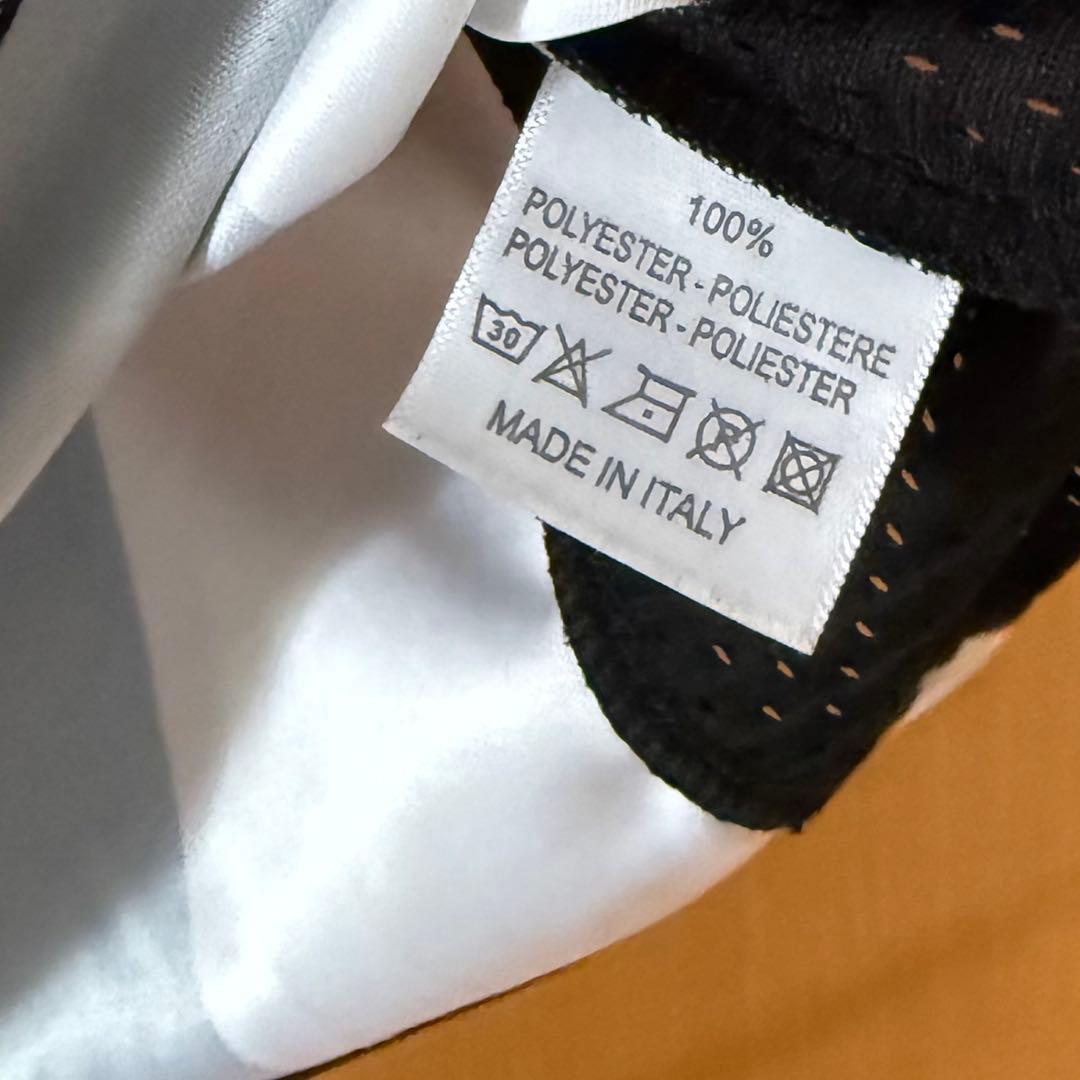 100%
POLYESTER - POLIESTERE
POLYESTER - POLIESTER
30 P
MADE IN ITALY